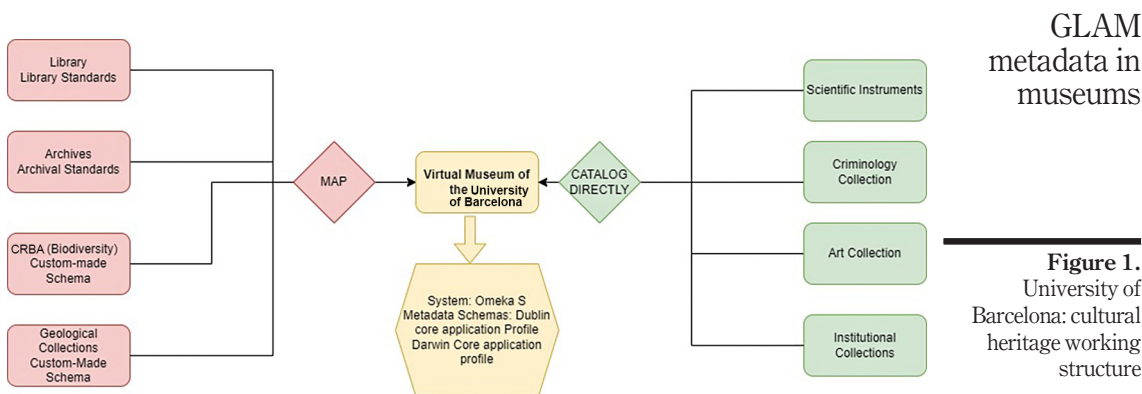 GLAM
metadata in
museums
Library
Library Standards
Archives
Archival Standards
CRBA (Biodiversity)
Custom-made
Schema
Geological
Collections
Custom-Made
Schema
MAP
Virtual Museum of
the University
of Barcelona
System: Omeka S
Metadata Schemas: Dublin
core application Profile
Darwin Core application
profile
CATALOG
DIRECTLY
Scientific Instruments
Criminology
Collection
Art Collection
Institutional
Collections
Figure 1.
University of
Barcelona: cultural
heritage working
structure